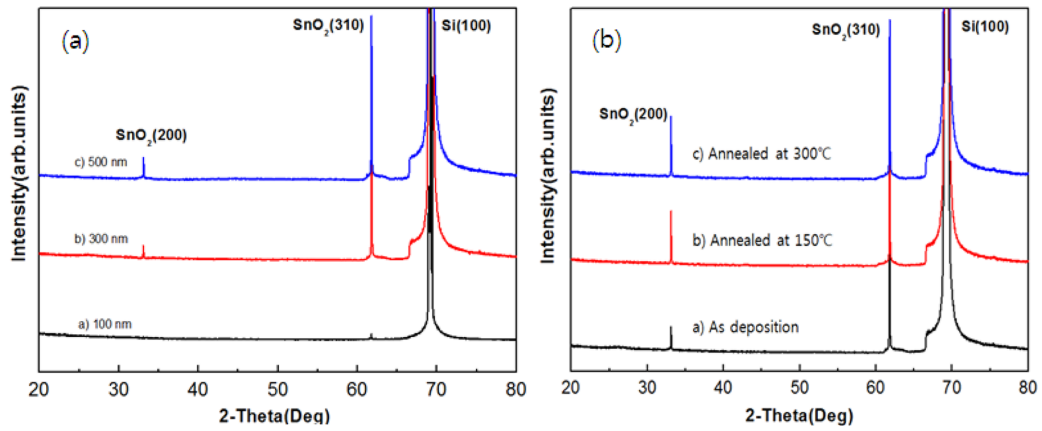 (a)
SnO2(310)
Si(100)
SnO2(200)
c) 500 nm
b) 300 nm
a) 100 nm
Intensity(arb.units)
20 30 40 50 60 70 80
2-Theta(Deg)
(b)
SnO2(310)
Si(100)
SnO2(200)
c) Annealed at 300℃
b) Annealed at 150℃
a) As deposition
Intensity(arb.units)
20 30 40 50 60 70 80
2-Theta(Deg)